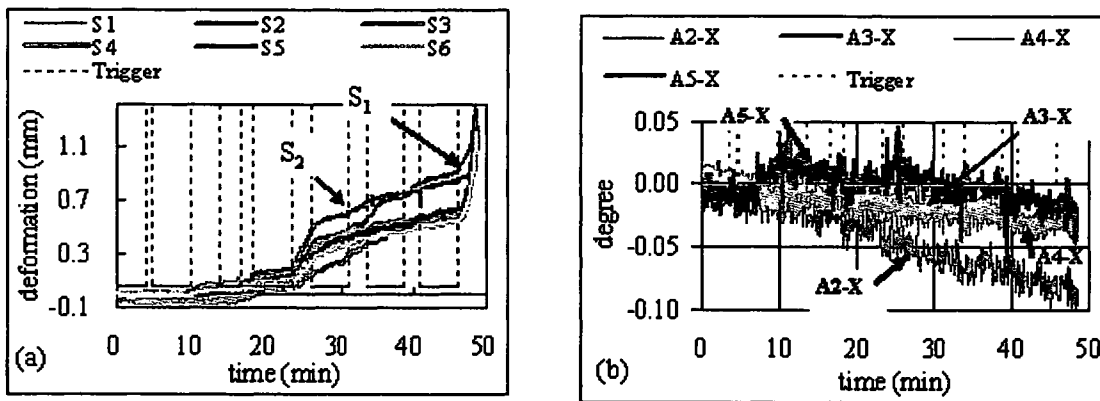 S1 S2 S3
S4 S5 S6
Trigger
deformation (mm)
1.1
0.7
0.3
-0.1
S1
S2
0 10 20 30 40 50
time (min)
(a)
A2-X A3-X A4-X
A5-X Trigger
degree
0.05
0.00
-0.05
-0.10
A5-X
A3-X
A4-X
A2-X
0 10 20 30 40 50
time (min)
(b)